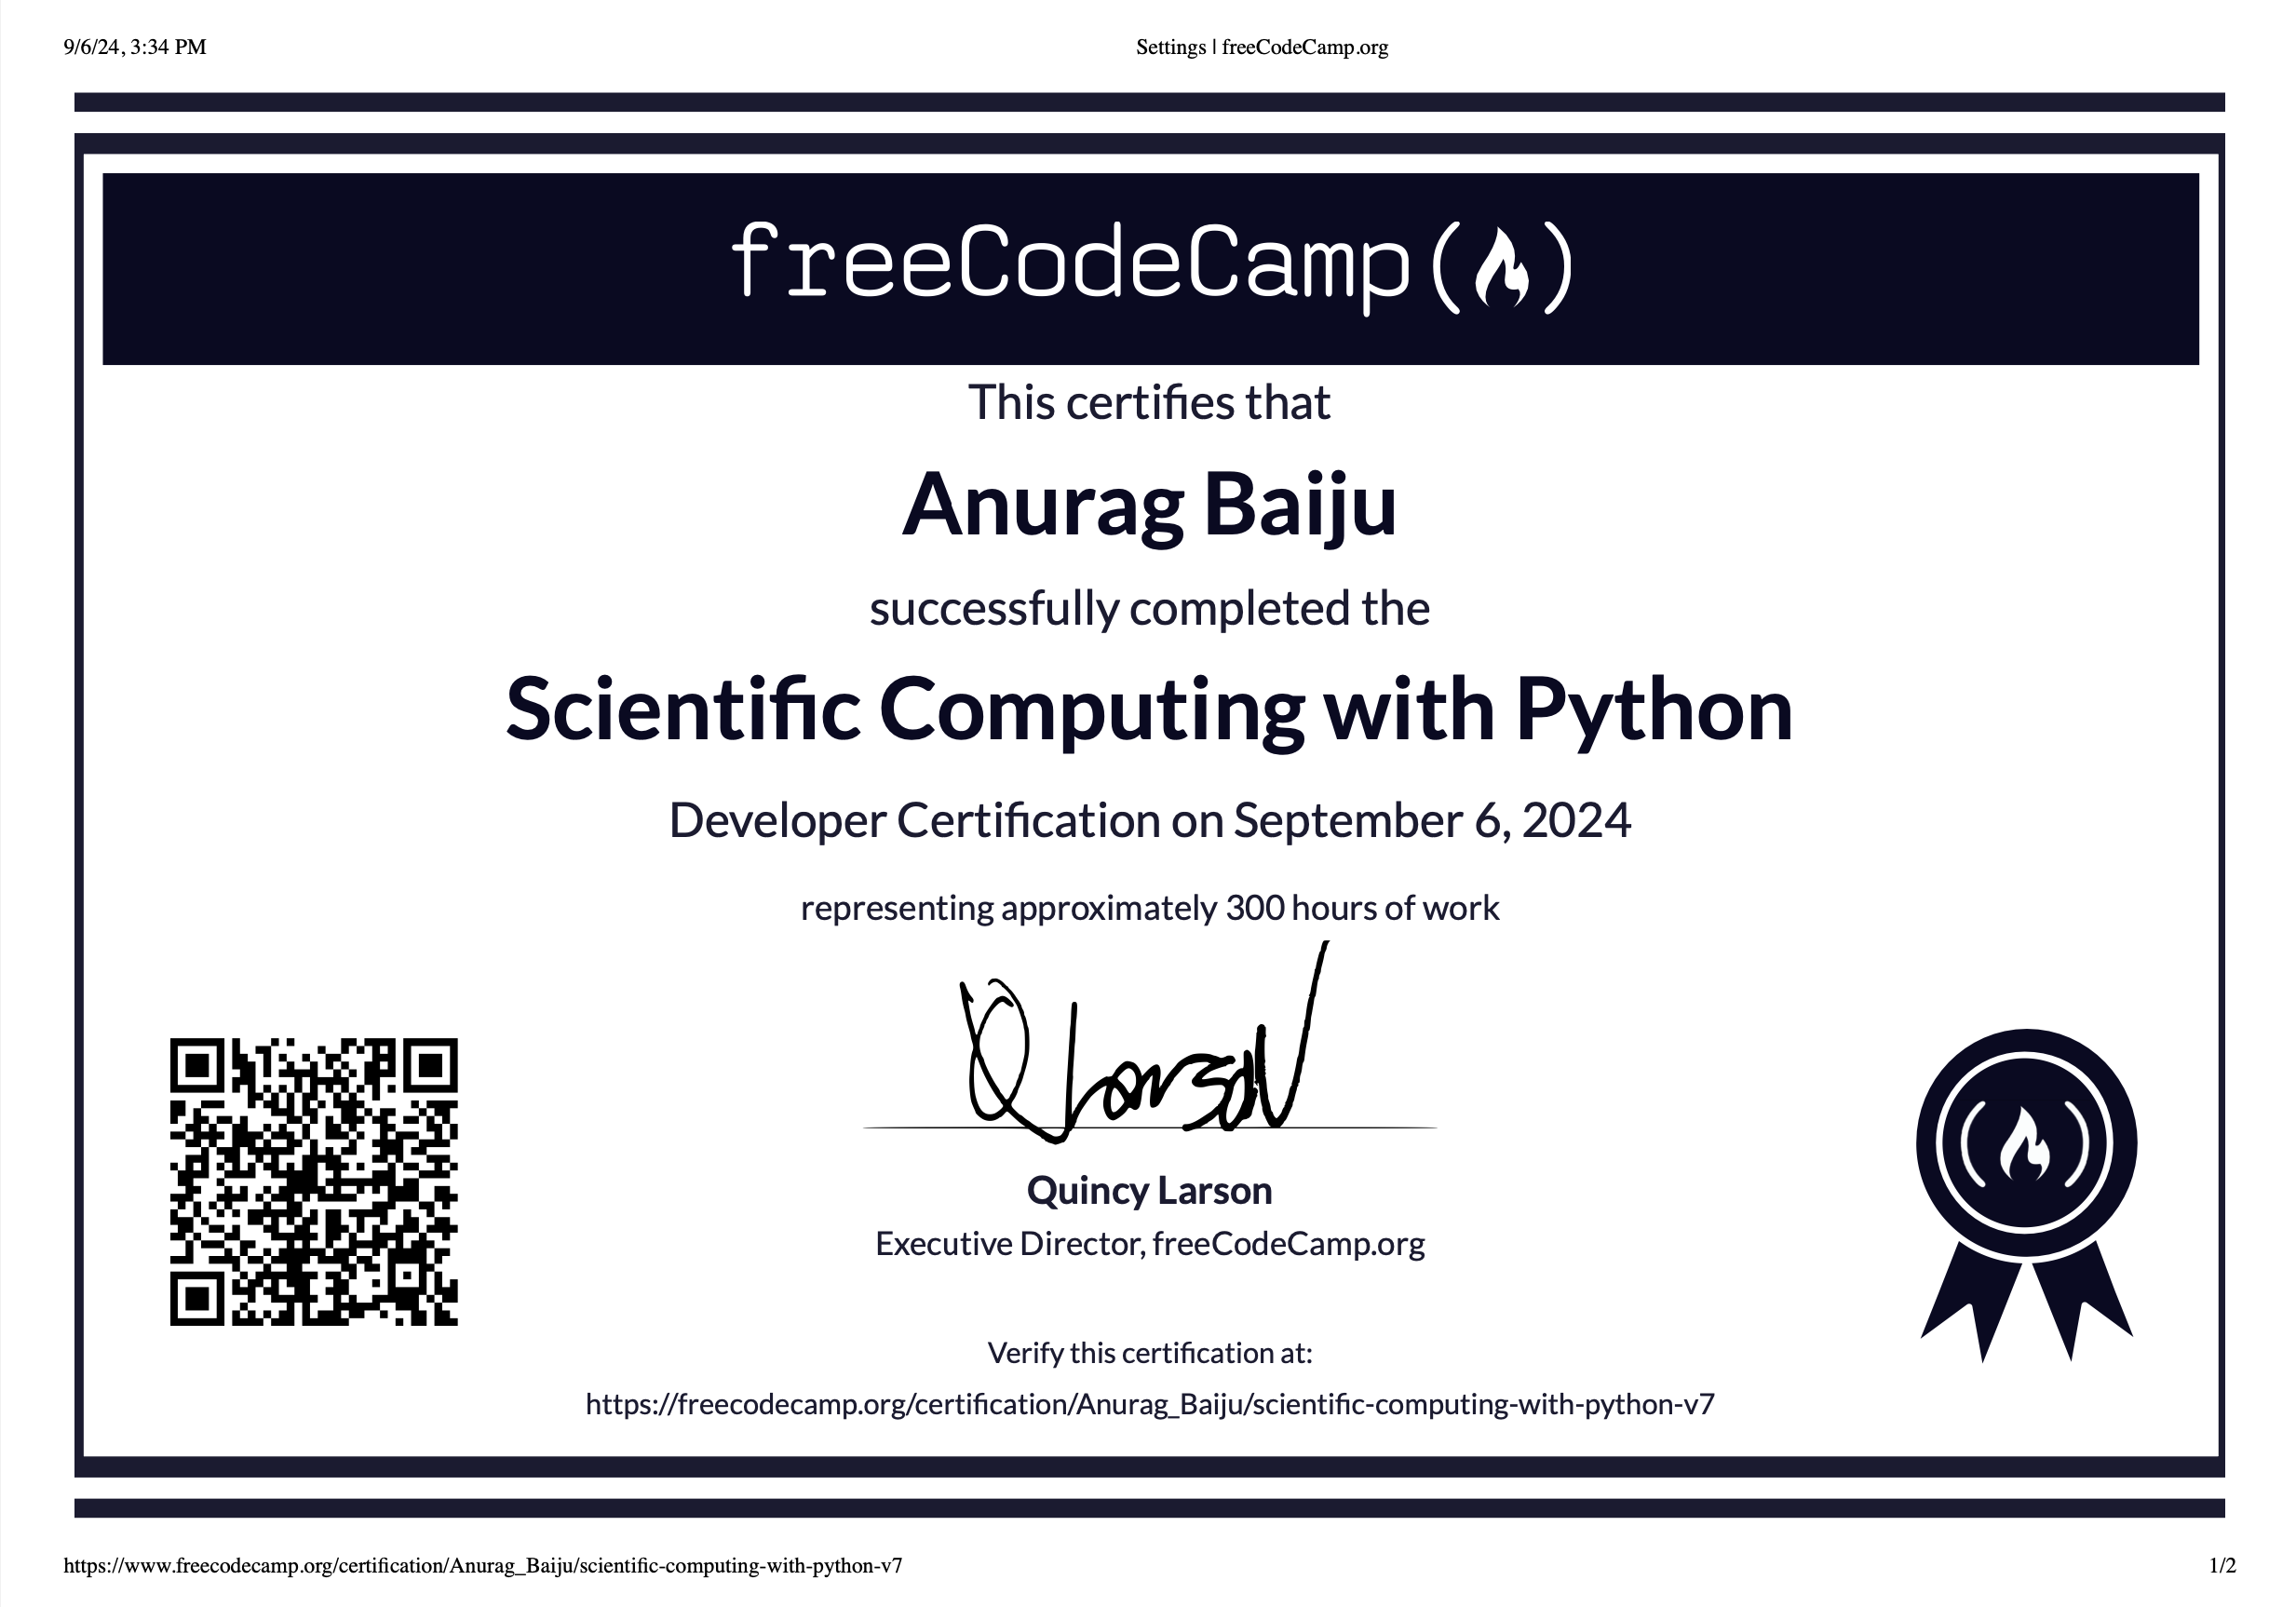 9/6/24, 3:34 PM
Settings | freeCodeCamp.org
freeCodeCamp
This certifies that
Anurag Baiju
successfully completed the
Scientific Computing with Python
Developer Certification on September 6, 2024
representing approximately 300 hours of work
QLarson
Quincy Larson
Executive Director, freeCodeCamp.org
Verify this certification at:
https://freecodecamp.org/certification/Anurag_Baiju/scientific-computing-with-python-v7
https://www.freecodecamp.org/certification/Anurag_Baiju/scientific-computing-with-python-v7
1/2